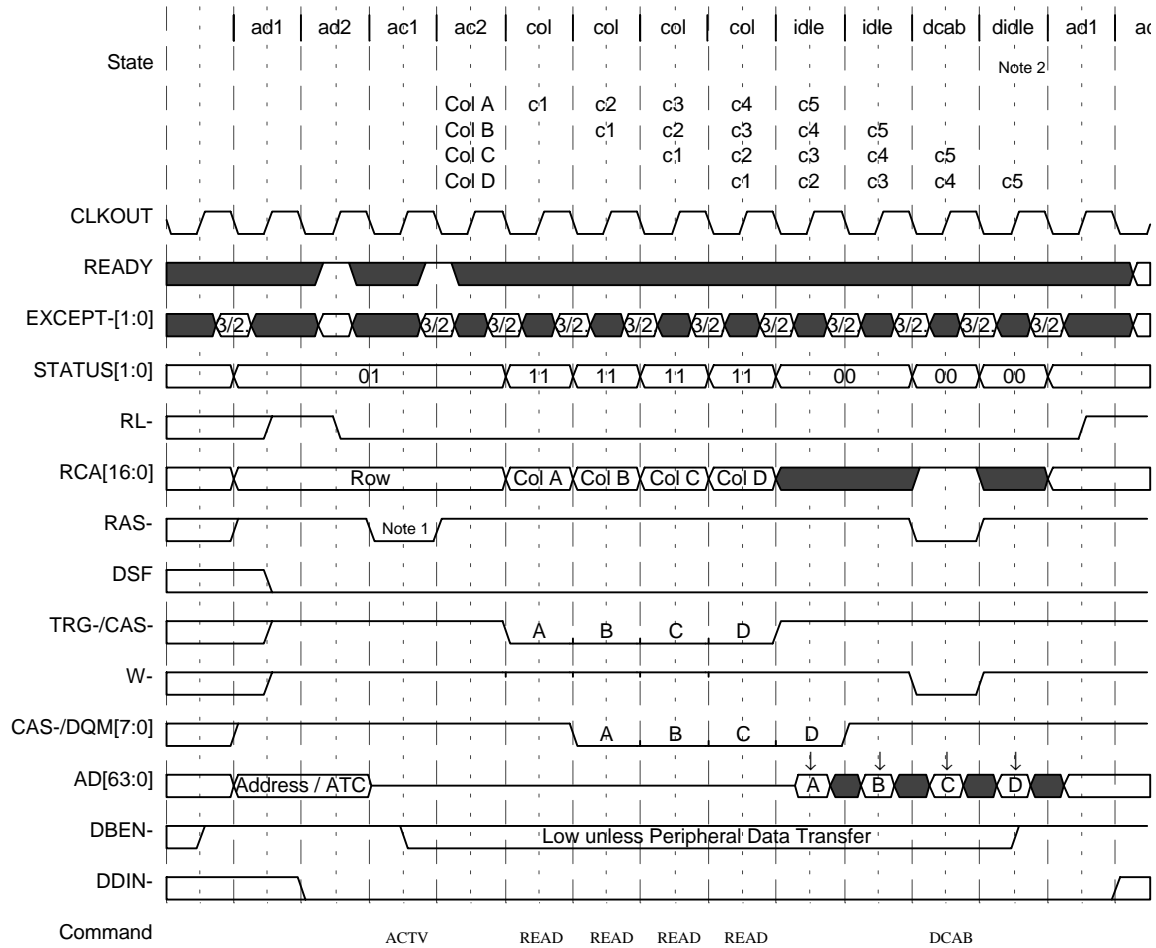 ad1 ad2 ac1 ac2 col col col col idle idle dcab didle ad1
State Note 2
Col A c1 c2 c3 c4 c5
Col B c1 c2 c3 c4 c5
Col C c1 c2 c3 c4 c5
Col D c1 c2 c3 c4 c5
CLKOUT
READY
EXCEPT-[1:0] 3/2. 3/2. 3/2. 3/2. 3/2. 3/2. 3/2. 3/2. 3/2. 3/2. 3/2.
STATUS[1:0] 01 11 11 11 11 00 00 00
RL-
RCA[16:0] Row Col A Col B Col C Col D
RAS- Note 1
DSF
TRG-/CAS- A B C D
W-
CAS-/DQM[7:0] A B C D
AD[63:0] Address / ATC A B C D
DBEN- Low unless Peripheral Data Transfer
DDIN-
Command ACTV READ READ READ READ DCAB